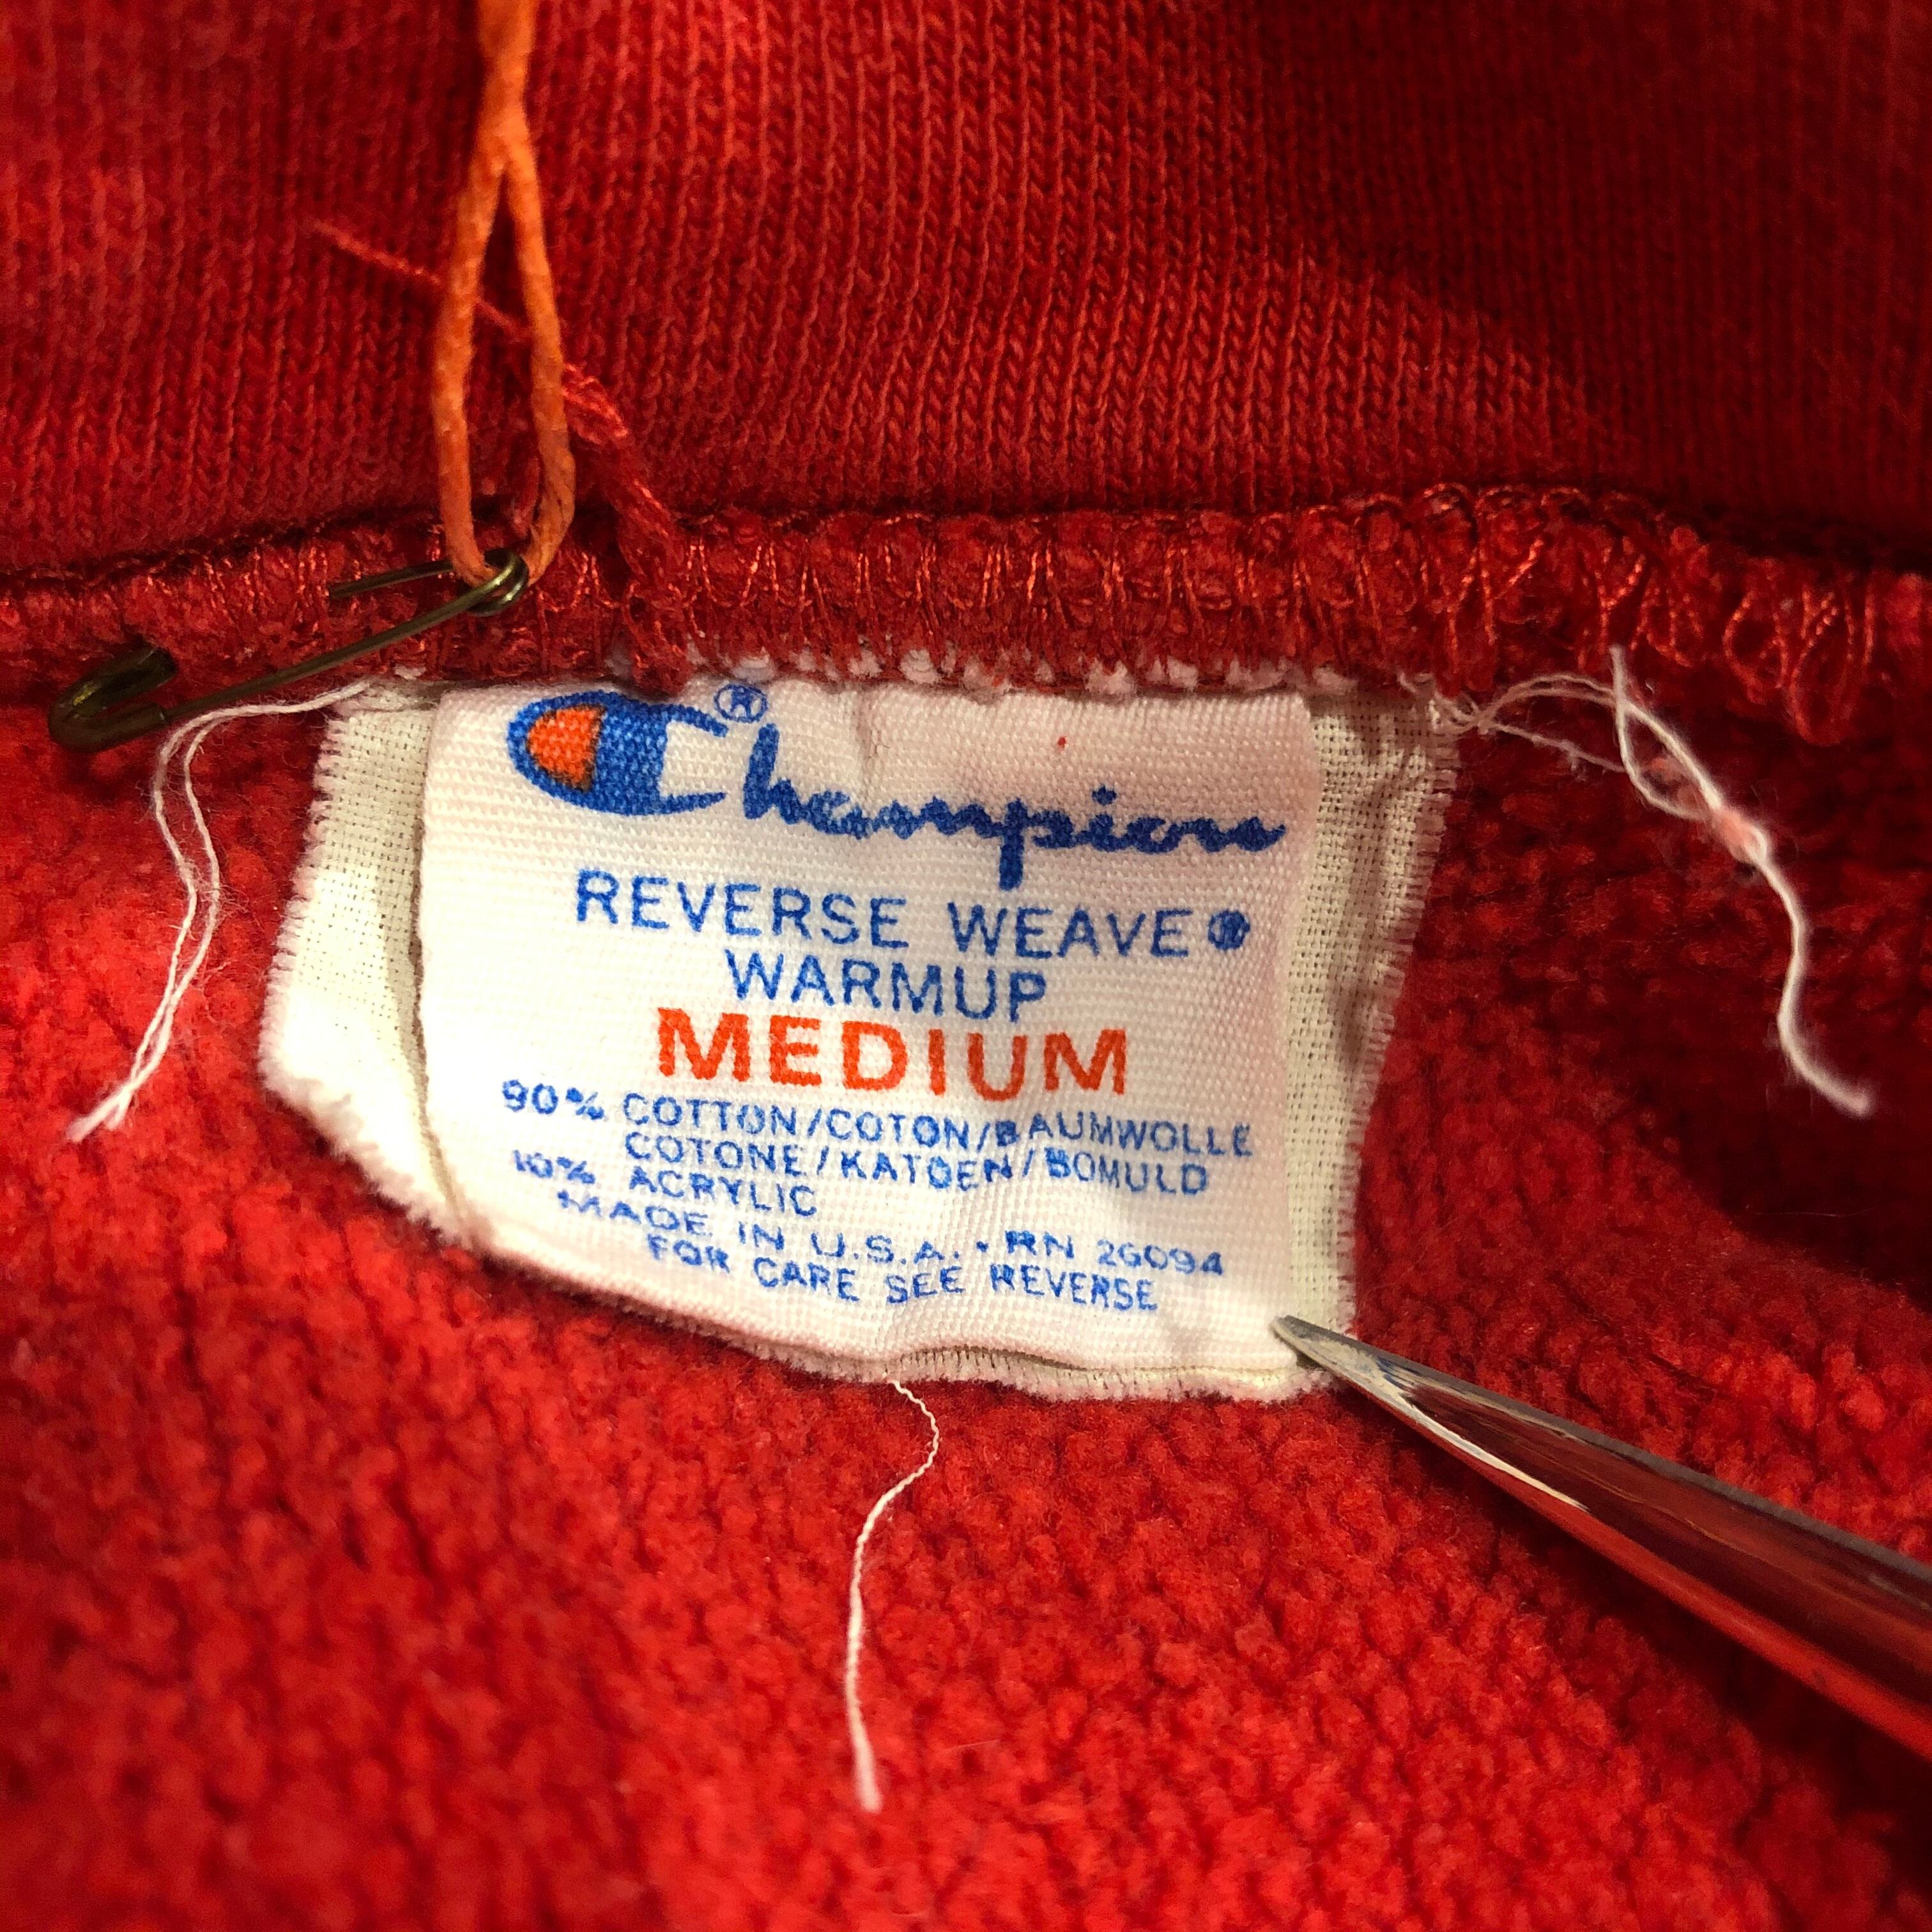 Champion®
REVERSE WEAVE®
WARMUP
MEDIUM
90% COTTON/COTON/BAUMWOLLE
COTONE/KATOEN/BOMULD
10% ACRYLIC
MADE IN U.S.A. • RN 26094
FOR CARE SEE REVERSE